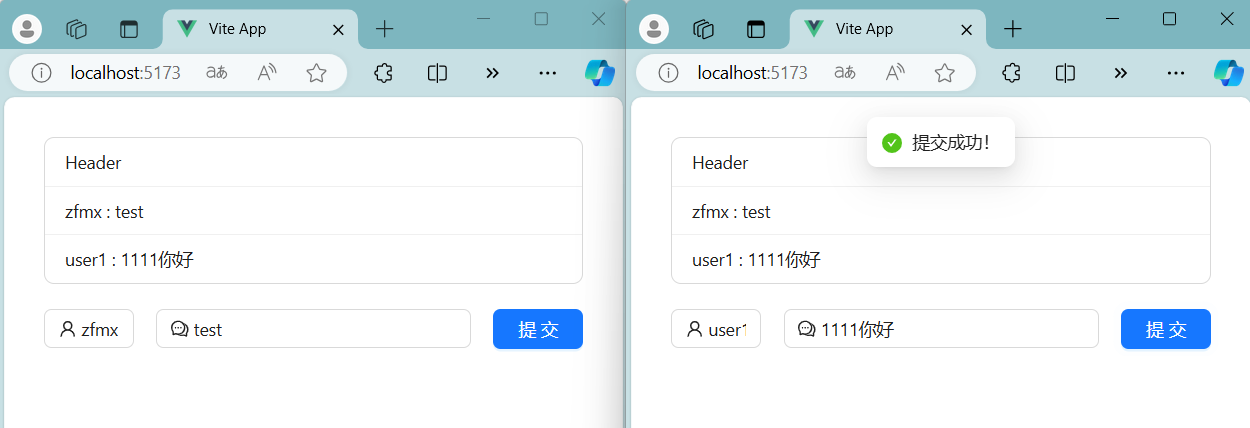 Vite App
localhost:5173
Header
zfmx : test
user1 : 1111你好
zfmx
test
提 交
Vite App
localhost:5173
提交成功！
Header
zfmx : test
user1 : 1111你好
user1
1111你好
提 交